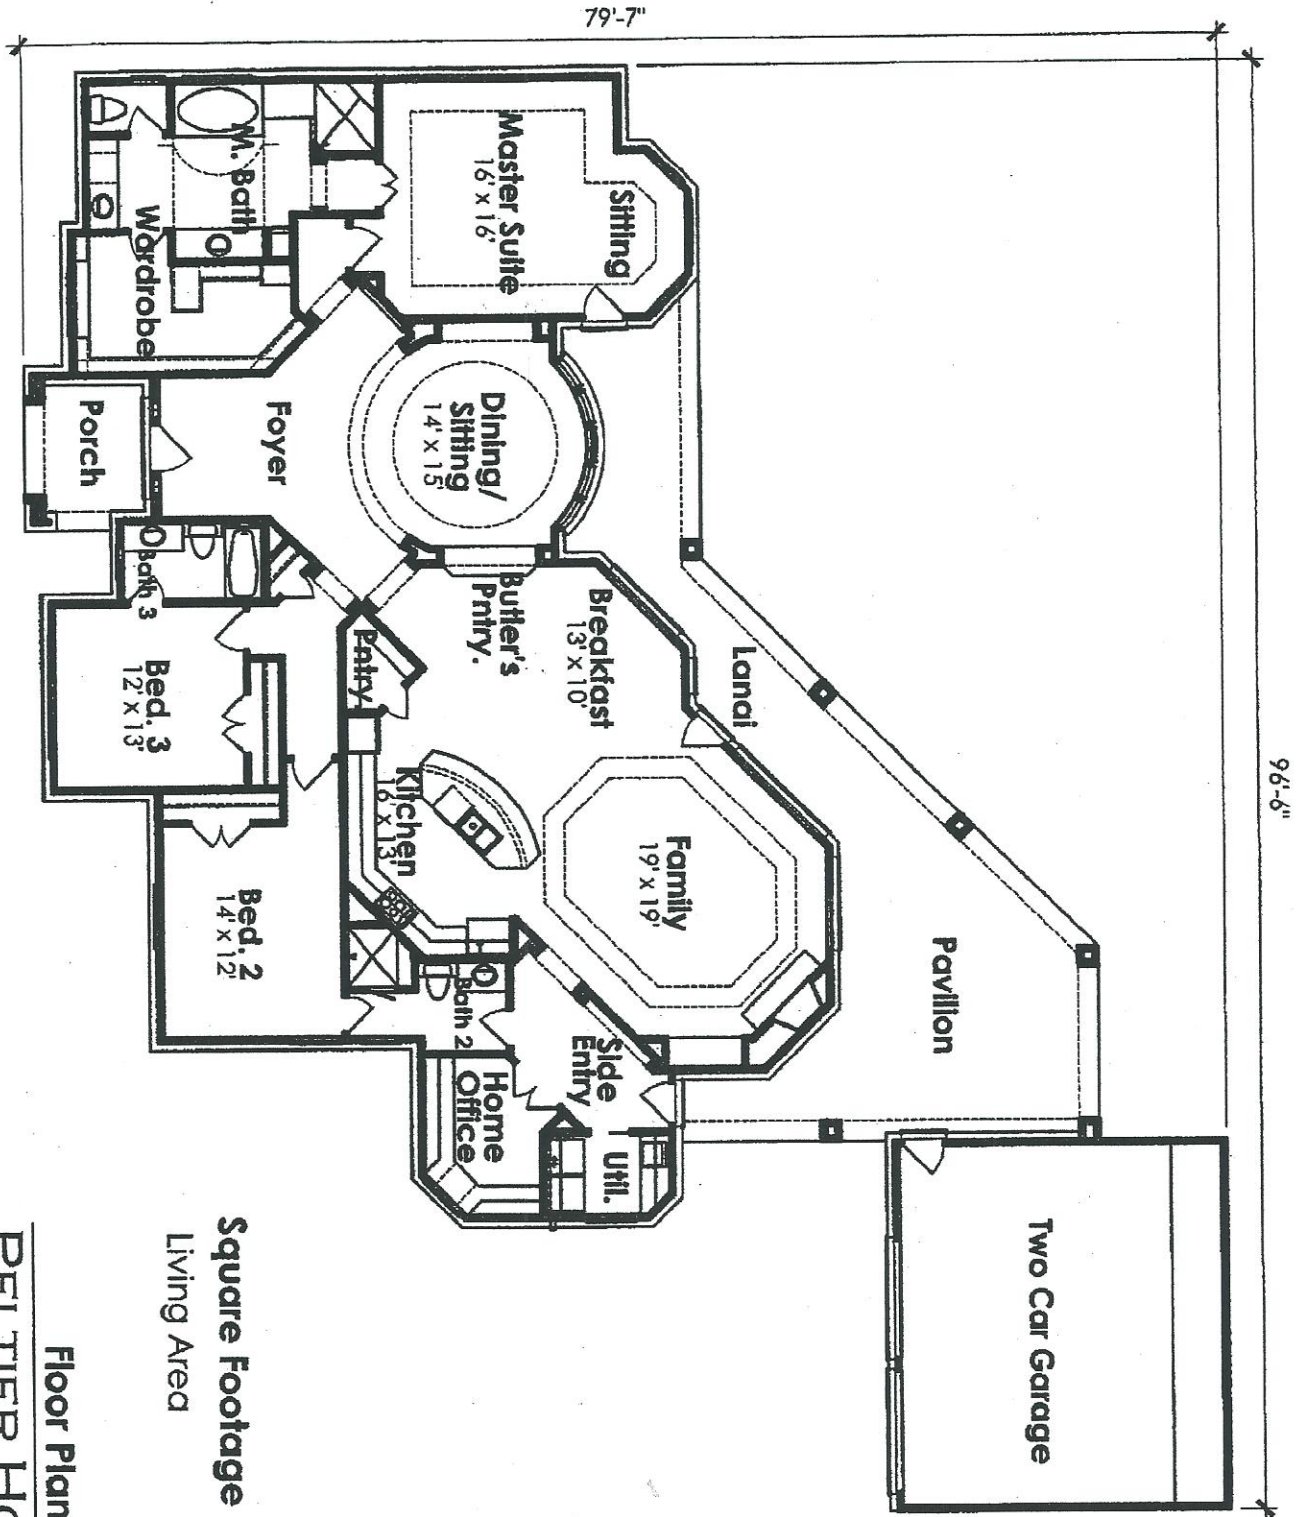 79'-7"
96'-6"
Master Suite
16' x 16'
Sitting
M. Bath
Wardrobe
Porch
Foyer
Dining/
Sitting
14' x 15'
Butler's
Pntry.
Breakfast
13' x 10'
Lanai
Pavilion
Family
19' x 19'
Kitchen
16' x 13'
Pntry.
Bath 3
Bed. 3
12' x 13'
Bed. 2
14' x 12'
Bath 2
Side
Entry
Home
Office
Util.
Two Car Garage
Square Footage
Living Area
Floor Plan